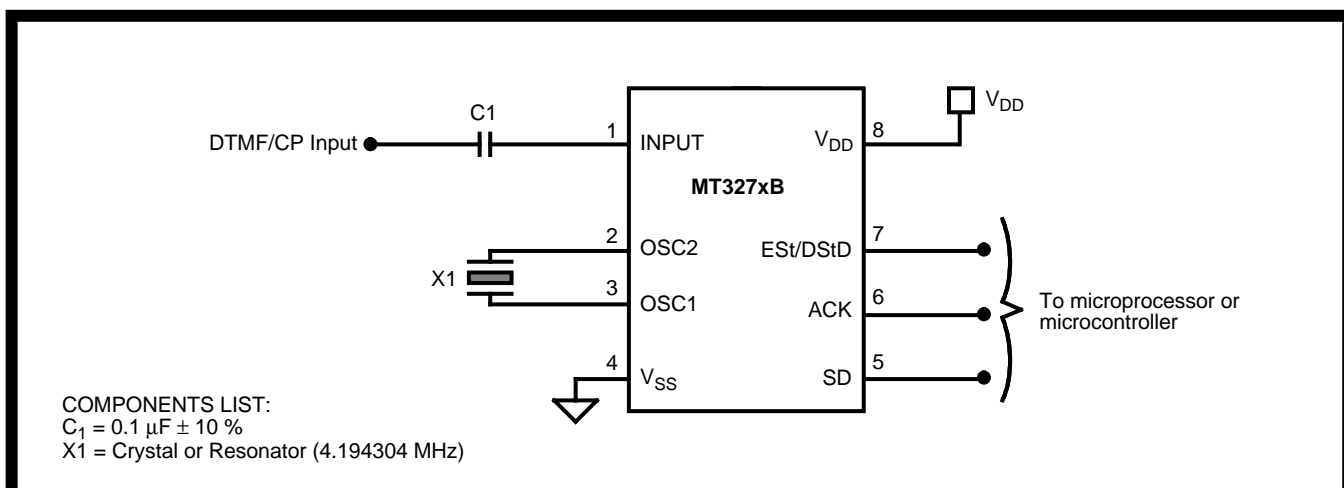 C1
DTMF/CP Input
1
INPUT
V_DD
8
V_DD
MT327xB
2
OSC2
ESt/DStD
7
X1
3
OSC1
ACK
6
To microprocessor or
microcontroller
4
V_SS
SD
5
COMPONENTS LIST:
C₁ = 0.1 µF ± 10 %
X1 = Crystal or Resonator (4.194304 MHz)